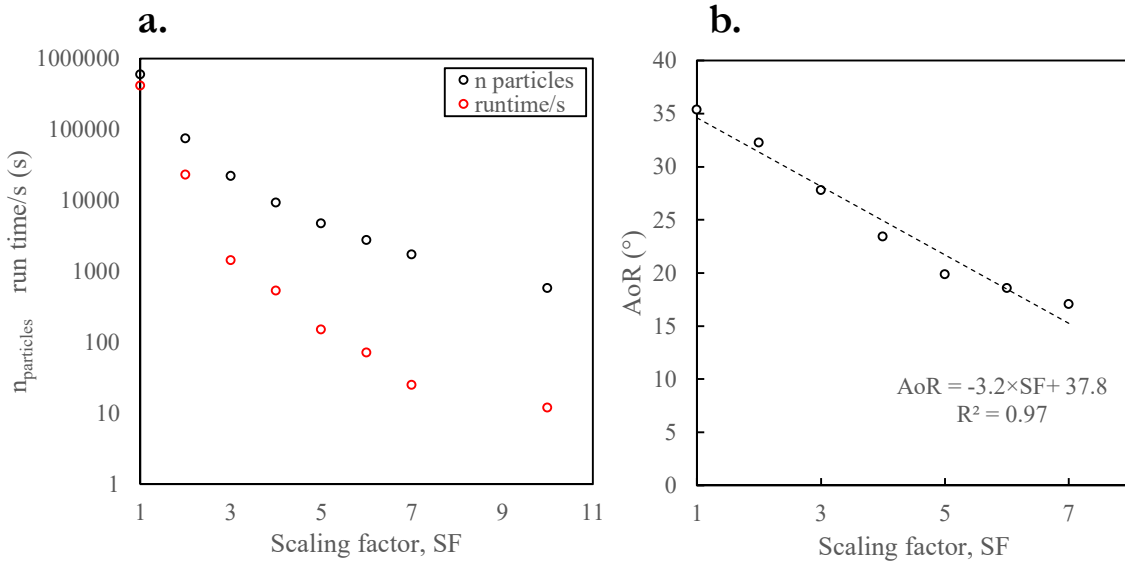 a.
1000000
100000
10000
1000
100
10
1
n particles
runtime/s
n_particles run time/s (s)
1 3 5 7 9 11
Scaling factor, SF
b.
40
35
30
25
20
15
10
5
0
AoR (°)
AoR = -3.2×SF+ 37.8
R² = 0.97
1 3 5 7
Scaling factor, SF